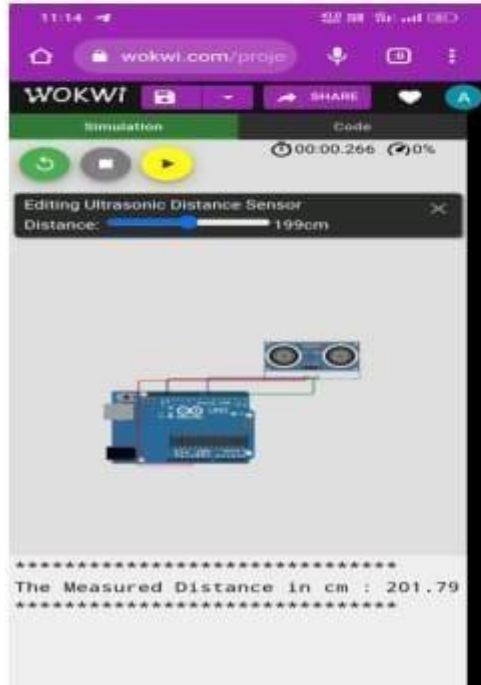 11:14
wokwi.com/proje
WOKWI
SHARE
A
Simulation
Code
00:00.266
0%
Editing Ultrasonic Distance Sensor
Distance:
199cm
UNO
*******************************
The Measured Distance in cm : 201.79
*******************************